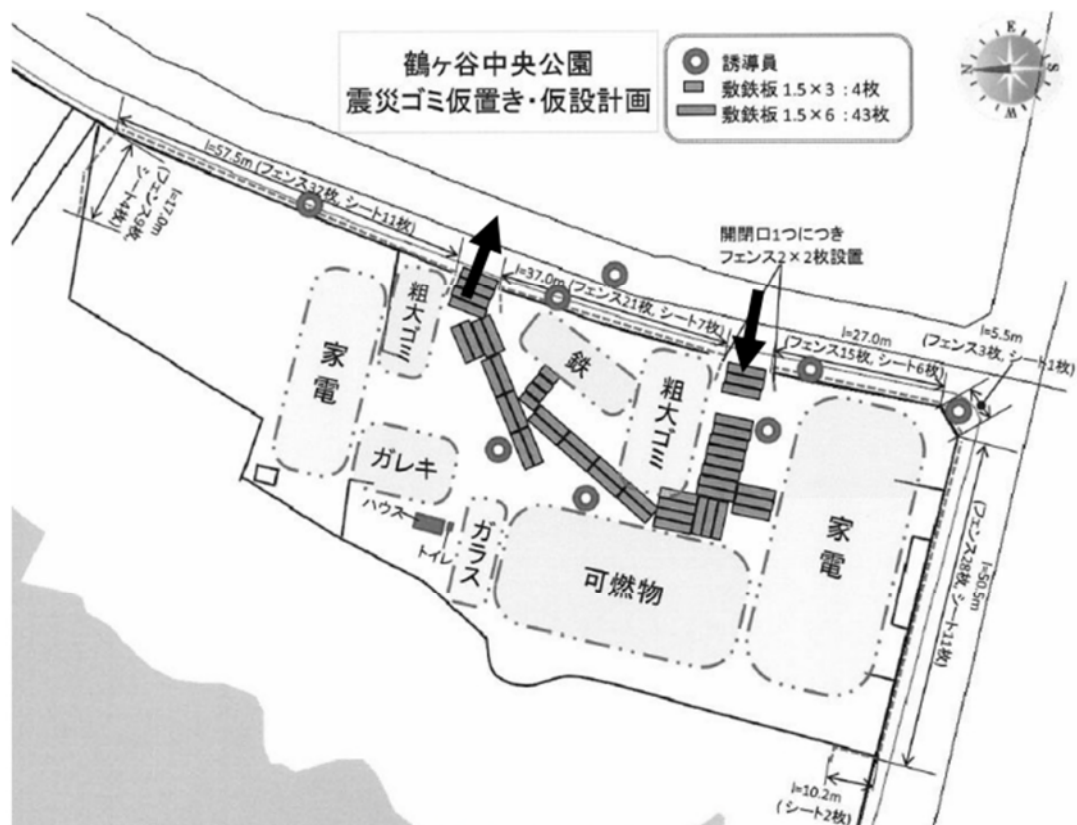 鶴ヶ谷中央公園
震災ゴミ仮置き・仮設計画
誘導員
敷鉄板 1.5×3 : 4枚
敷鉄板 1.5×6 : 43枚
E
S
W
N
l=57.5m (フェンス32枚, シート11枚)
l=17.0m
(フェンス9枚,
シート4枚)
開閉口1つにつき
フェンス2×2枚設置
l=37.0m (フェンス21枚, シート7枚)
l=27.0m
(フェンス15枚, シート6枚)
l=5.5m
(フェンス3枚, シート1枚)
粗大ゴミ
家電
鉄
粗大ゴミ
ガレキ
ハウス
トイレ
ガラス
可燃物
家電
l=50.5m
(フェンス28枚, シート11枚)
l=10.2m
(シート2枚)